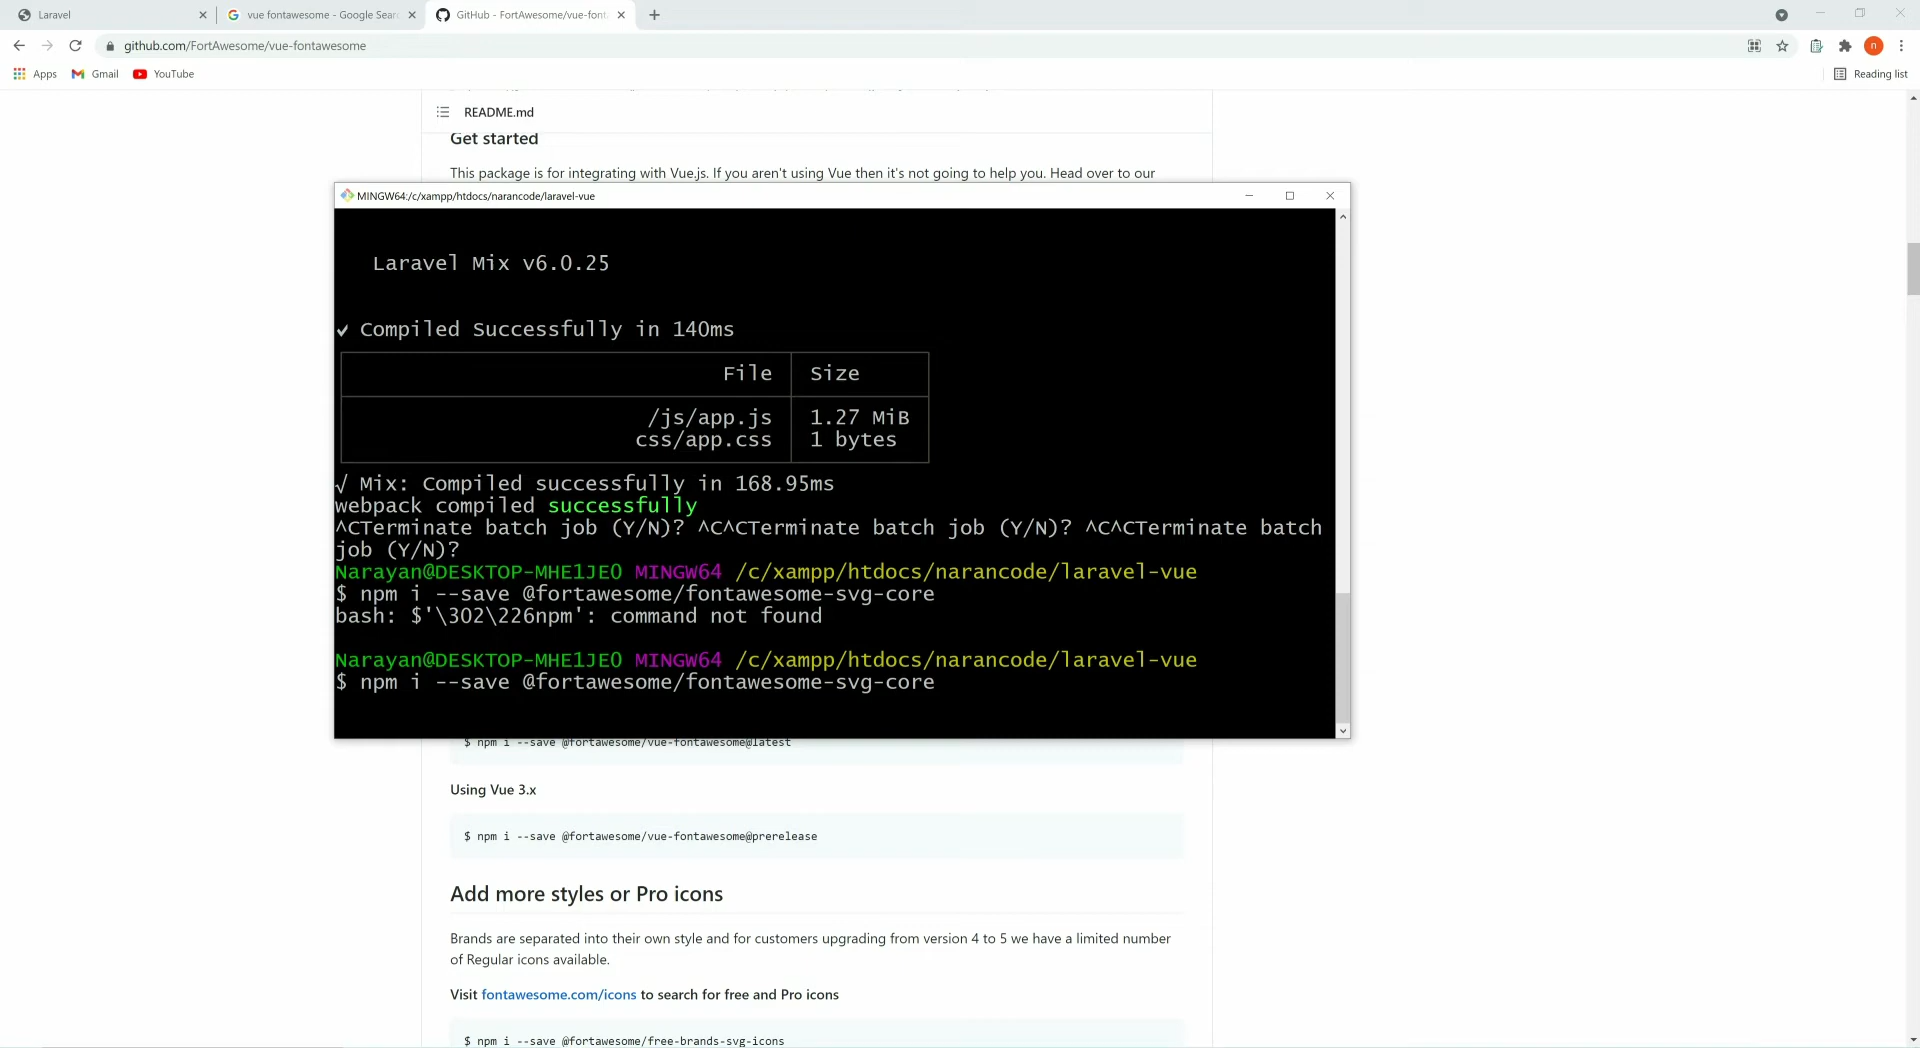 Laravel
vue fontawesome - Google Sear
GitHub - FortAwesome/vue-font
github.com/FortAwesome/vue-fontawesome
n
Apps
Gmail
YouTube
Reading list
README.md
Get started
This package is for integrating with Vue.js. If you aren't using Vue then it's not going to help you. Head over to our
MINGW64:/c/xampp/htdocs/narancode/laravel-vue
Laravel Mix v6.0.25
✔ Compiled Successfully in 140ms
File Size
/js/app.js 1.27 MiB
css/app.css 1 bytes
√ Mix: Compiled successfully in 168.95ms
webpack compiled successfully
^CTerminate batch job (Y/N)? ^C^CTerminate batch job (Y/N)? ^C^CTerminate batch
job (Y/N)?
Narayan@DESKTOP-MHE1JE0 MINGW64 /c/xampp/htdocs/narancode/laravel-vue
$ npm i --save @fortawesome/fontawesome-svg-core
bash: $'\302\226npm': command not found
Narayan@DESKTOP-MHE1JE0 MINGW64 /c/xampp/htdocs/narancode/laravel-vue
$ npm i --save @fortawesome/fontawesome-svg-core
$ npm i --save @fortawesome/vue-fontawesome@latest
Using Vue 3.x
$ npm i --save @fortawesome/vue-fontawesome@prerelease
Add more styles or Pro icons
Brands are separated into their own style and for customers upgrading from version 4 to 5 we have a limited number
of Regular icons available.
Visit fontawesome.com/icons to search for free and Pro icons
$ npm i --save @fortawesome/free-brands-svg-icons